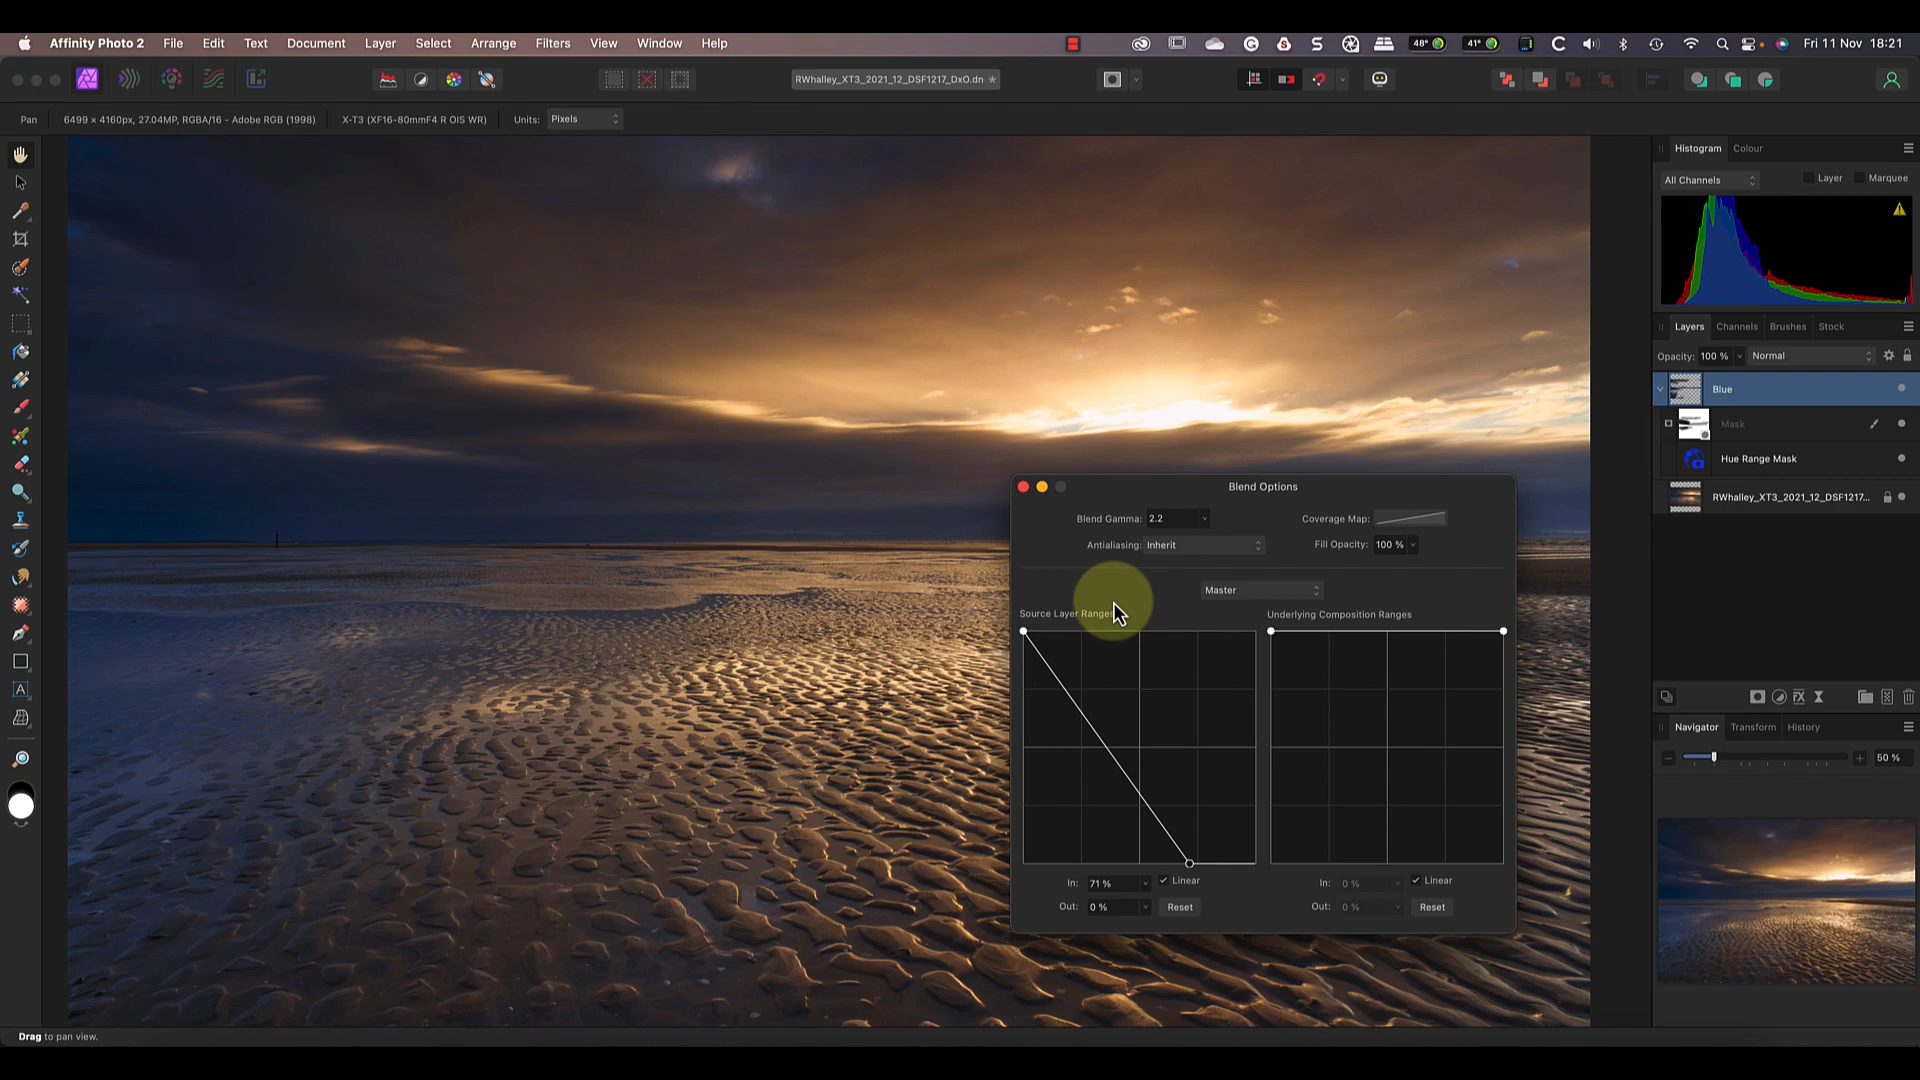 Affinity Photo 2 File Edit Text Document Layer Select Arrange Filters View Window Help 48° 41° Fri 11 Nov 18:21
RWhalley_XT3_2021_12_DSF1217_DxO.dn
Pan 6499 × 4160px, 27.04MP, RGBA/16 - Adobe RGB (1998) X-T3 (XF16-80mmF4 R OIS WR) Units: Pixels
Histogram Colour
All Channels Layer Marquee
Layers Channels Brushes Stock
Opacity: 100 % Normal
Blue
Mask
Hue Range Mask
RWhalley_XT3_2021_12_DSF1217...
Blend Options
Blend Gamma: 2.2 Coverage Map:
Antialiasing: Inherit Fill Opacity: 100 %
Master
Source Layer Ranges Underlying Composition Ranges
In: 71 % Linear In: 0 % Linear
Out: 0 % Reset Out: 0 % Reset
Navigator Transform History
50 %
Drag to pan view.